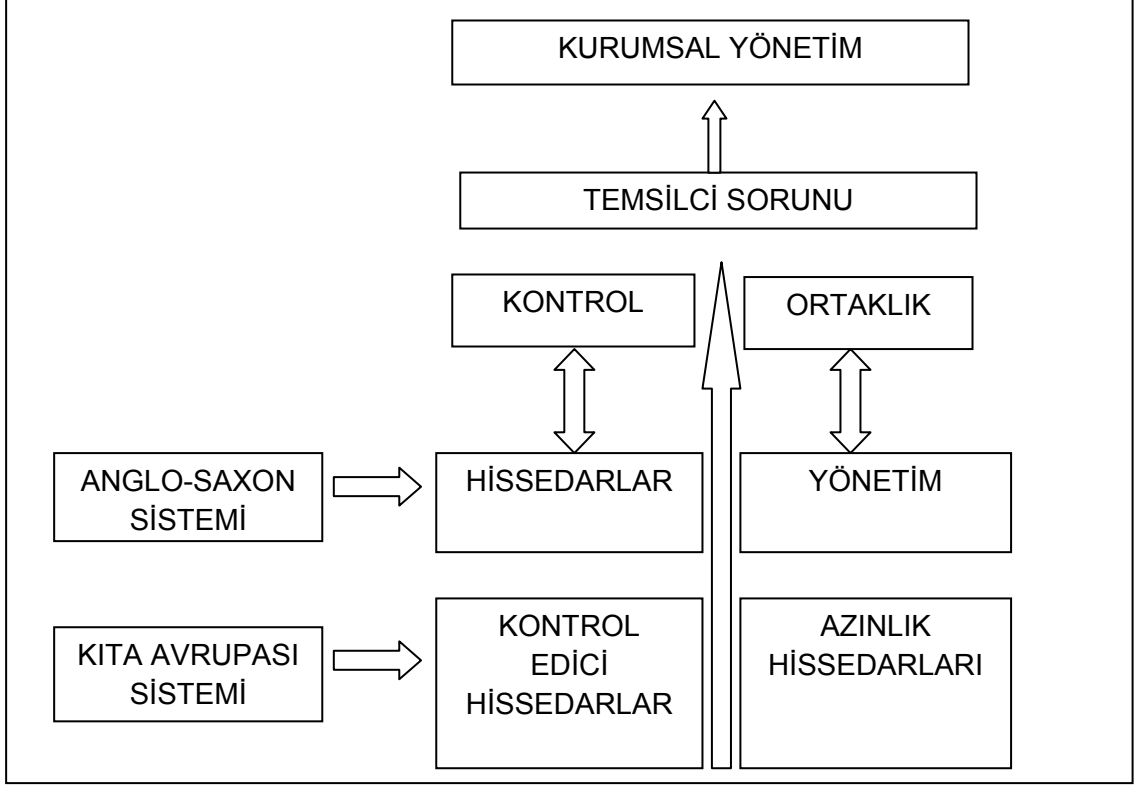 KURUMSAL YÖNETİM
TEMSİLCİ SORUNU
KONTROL
ORTAKLIK
ANGLO-SAXON
SİSTEMİ
HİSSEDARLAR
YÖNETİM
KITA AVRUPASI
SİSTEMİ
KONTROL
EDİCİ
HİSSEDARLAR
AZINLIK
HİSSEDARLARI